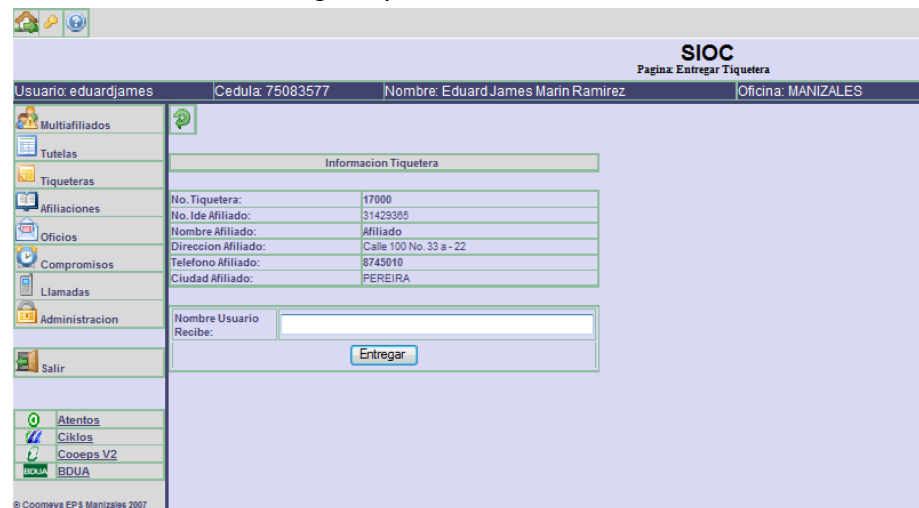 SIOC
Pagina: Entregar Tiquetera
Usuario: eduardjames Cedula: 75083577 Nombre: Eduard James Marin Ramirez Oficina: MANIZALES
Multiafiliados
Tutelas
Tiqueteras
Afiliaciones
Oficios
Compromisos
Llamadas
Administracion
Salir
Atentos
Ciklos
Cooeps V2
BDUA BDUA
© Coomeva EPS Manizales 2007
Informacion Tiquetera
No. Tiquetera: 17000
No. Ide Afiliado: 31429365
Nombre Afiliado: Afiliado
Direccion Afiliado: Calle 100 No. 33 a - 22
Telefono Afiliado: 8745010
Ciudad Afiliado: PEREIRA
Nombre Usuario
Recibe:
Entregar